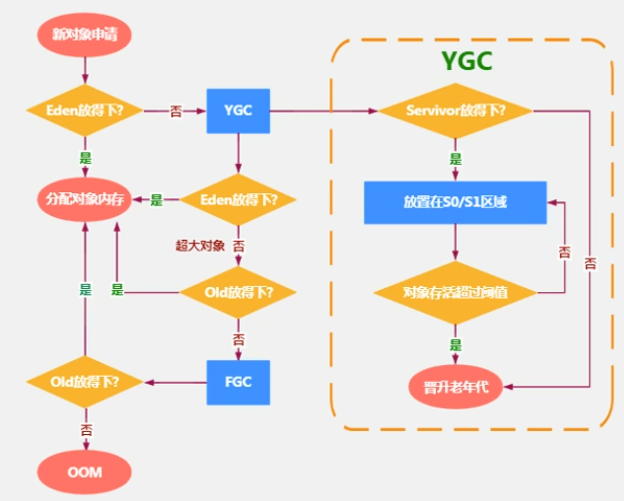 新对象申请
Eden放得下?
否
YGC
是
分配对象内存
是
Eden放得下?
超大对象
否
是
是
Old放得下?
否
Old放得下?
FGC
否
OOM
YGC
Servivor放得下?
是
放置在S0/S1区域
否
否
对象存活超过阈值
是
晋升老年代